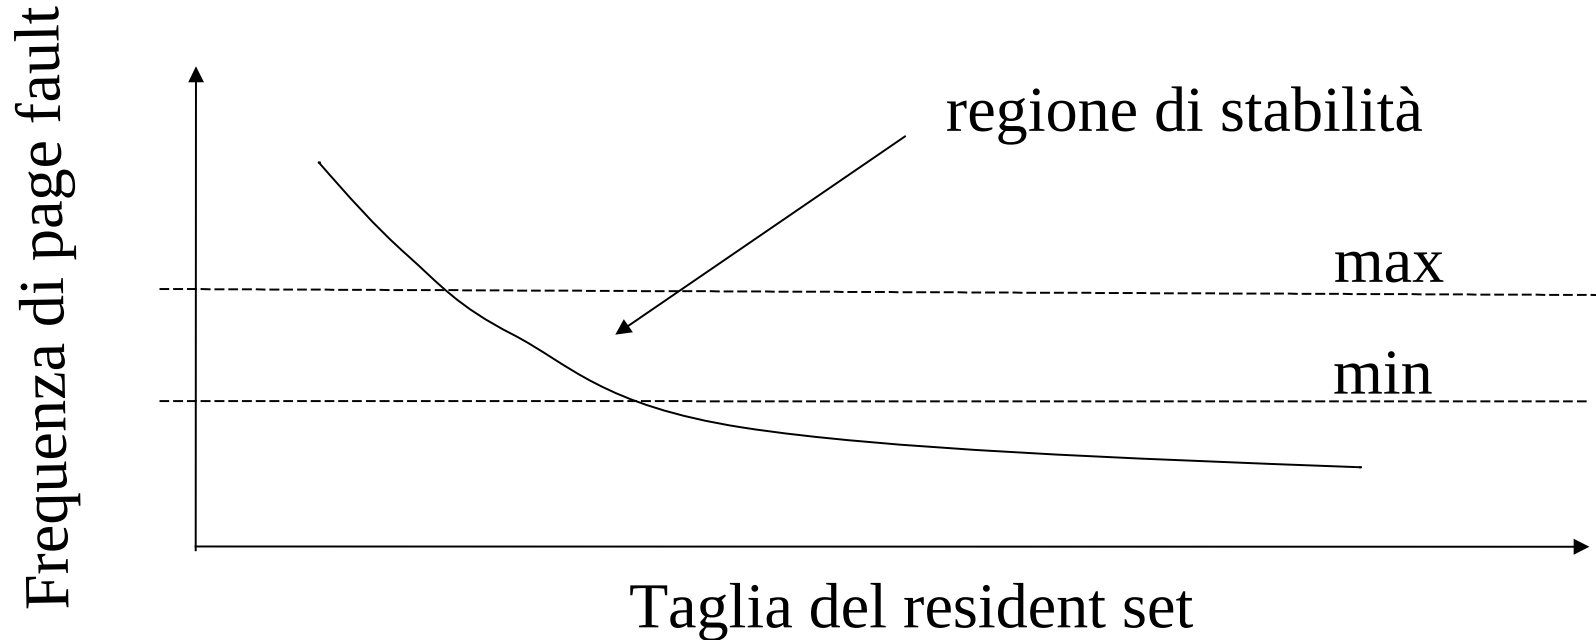 Frequenza di page fault
regione di stabilità
max
min
Taglia del resident set